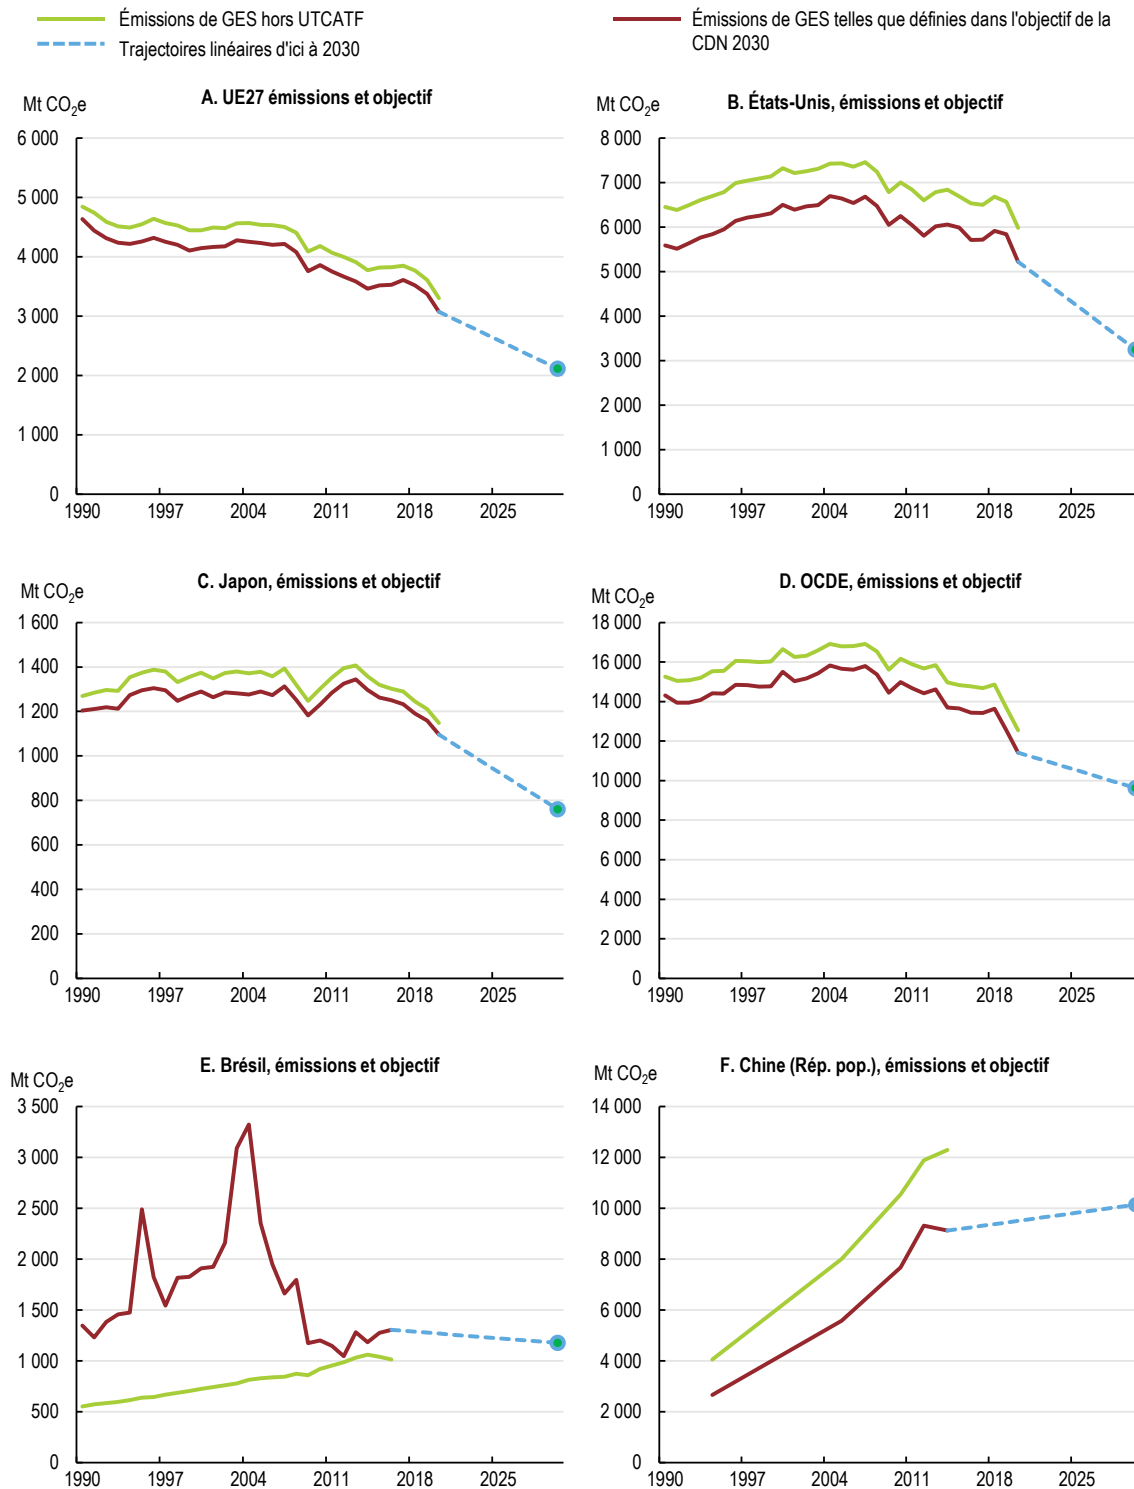 Émissions de GES hors UTCATF
Trajectoires linéaires d'ici à 2030
Émissions de GES telles que définies dans l'objectif de la
CDN 2030
A. UE27 émissions et objectif
Mt CO2e
6 000
5 000
4 000
3 000
2 000
1 000
0
1990 1997 2004 2011 2018 2025
B. États-Unis, émissions et objectif
Mt CO2e
8 000
7 000
6 000
5 000
4 000
3 000
2 000
1 000
0
1990 1997 2004 2011 2018 2025
C. Japon, émissions et objectif
Mt CO2e
1 600
1 400
1 200
1 000
800
600
400
200
0
1990 1997 2004 2011 2018 2025
D. OCDE, émissions et objectif
Mt CO2e
18 000
16 000
14 000
12 000
10 000
8 000
6 000
4 000
2 000
0
1990 1997 2004 2011 2018 2025
E. Brésil, émissions et objectif
Mt CO2e
3 500
3 000
2 500
2 000
1 500
1 000
500
0
1990 1997 2004 2011 2018 2025
F. Chine (Rép. pop.), émissions et objectif
Mt CO2e
14 000
12 000
10 000
8 000
6 000
4 000
2 000
0
1990 1997 2004 2011 2018 2025